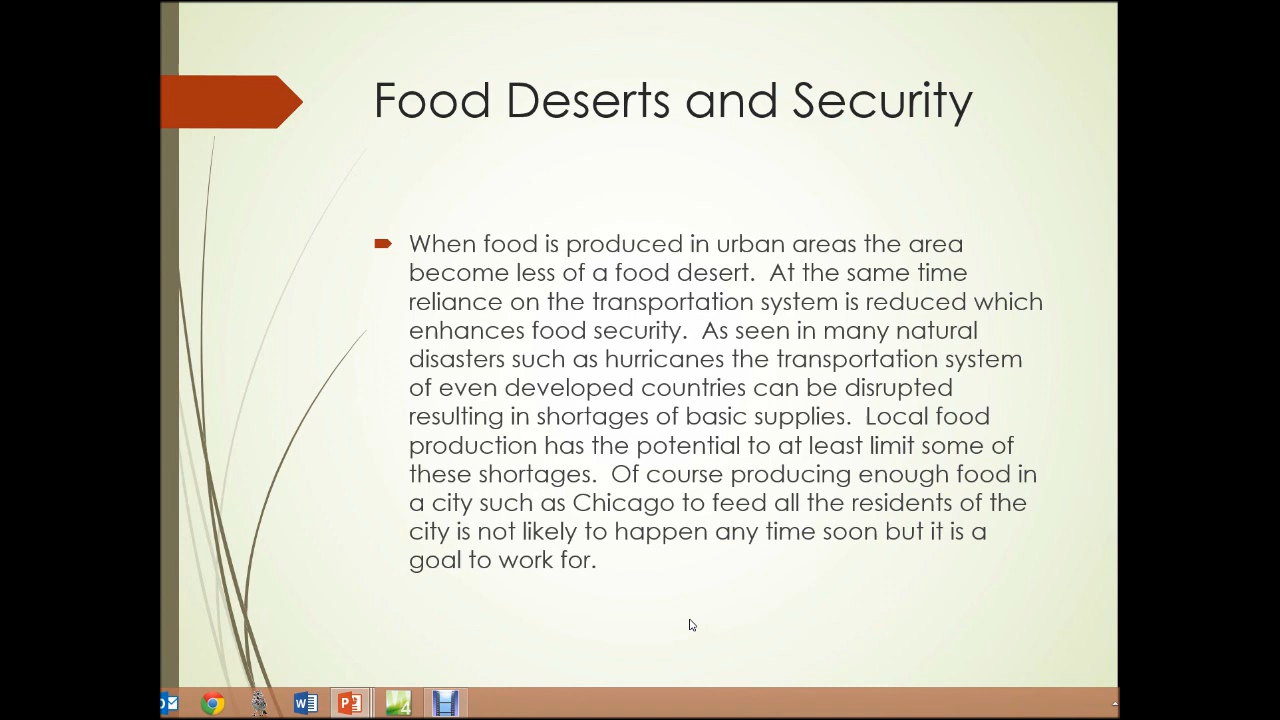 Food Deserts and Security
When food is produced in urban areas the area
become less of a food desert.  At the same time
reliance on the transportation system is reduced which
enhances food security.  As seen in many natural
disasters such as hurricanes the transportation system
of even developed countries can be disrupted
resulting in shortages of basic supplies.  Local food
production has the potential to at least limit some of
these shortages.  Of course producing enough food in
a city such as Chicago to feed all the residents of the
city is not likely to happen any time soon but it is a
goal to work for.